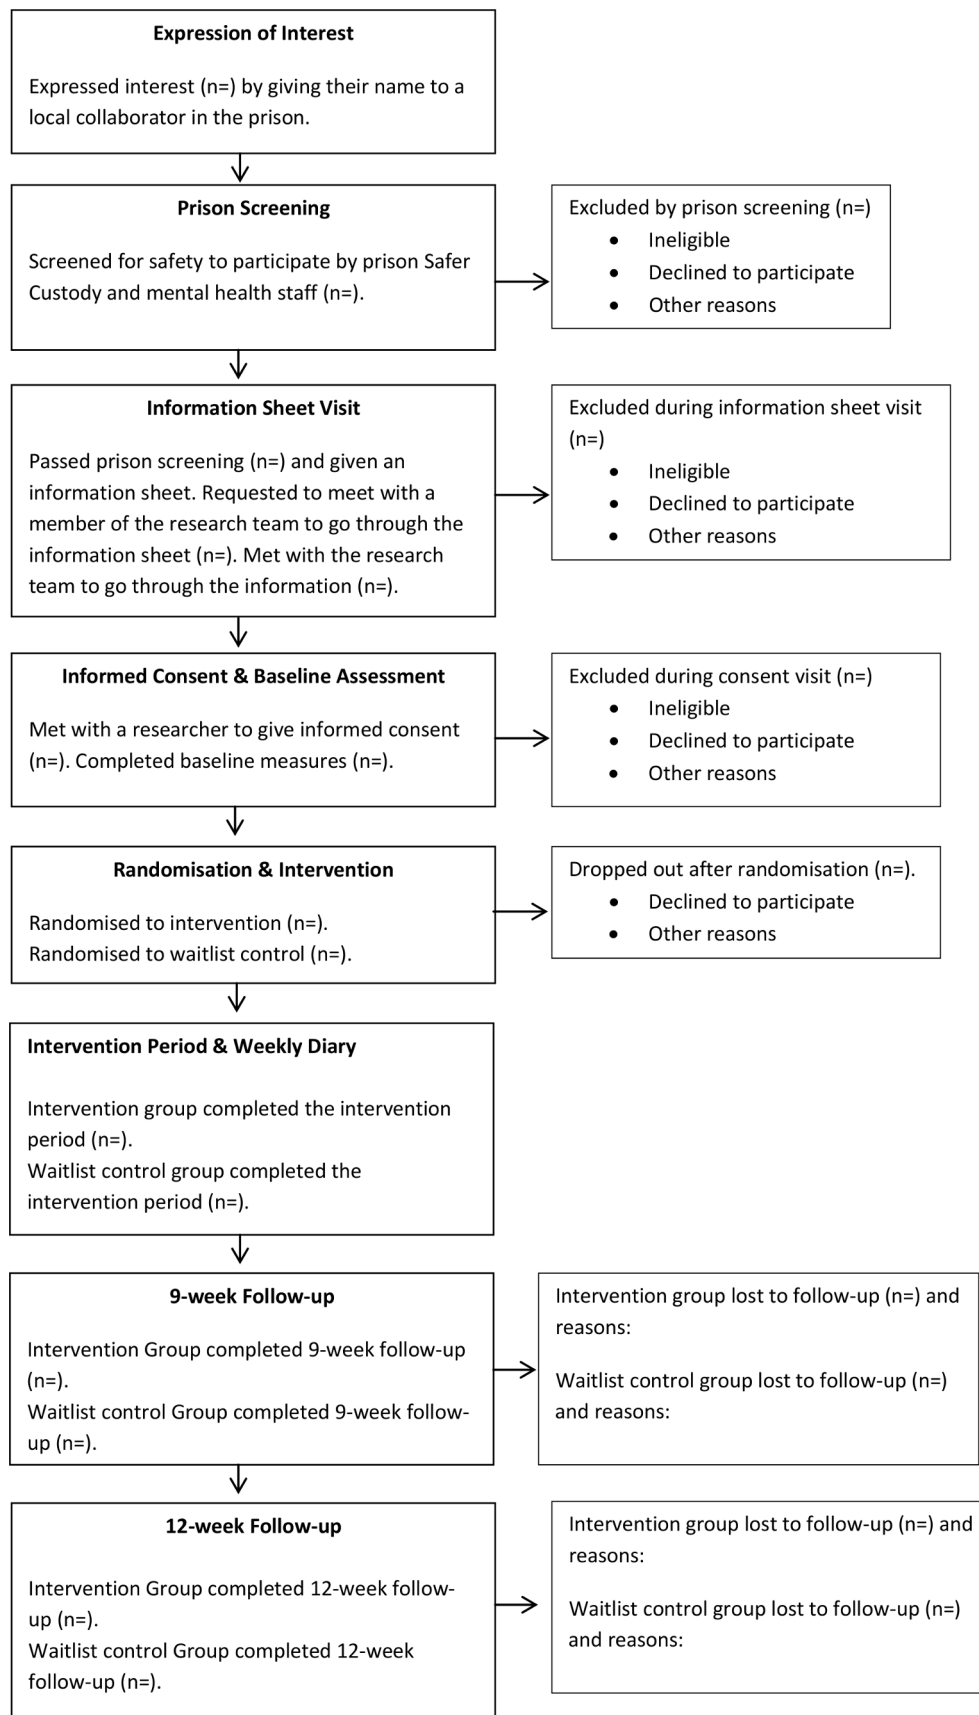 Expression of Interest
Expressed interest (n=) by giving their name to a
local collaborator in the prison.
Prison Screening
Screened for safety to participate by prison Safer
Custody and mental health staff (n=).
Excluded by prison screening (n=)
• Ineligible
• Declined to participate
• Other reasons
Information Sheet Visit
Passed prison screening (n=) and given an
information sheet. Requested to meet with a
member of the research team to go through the
information sheet (n=). Met with the research
team to go through the information (n=).
Excluded during information sheet visit
(n=)
• Ineligible
• Declined to participate
• Other reasons
Informed Consent & Baseline Assessment
Met with a researcher to give informed consent
(n=). Completed baseline measures (n=).
Excluded during consent visit (n=)
• Ineligible
• Declined to participate
• Other reasons
Randomisation & Intervention
Randomised to intervention (n=).
Randomised to waitlist control (n=).
Dropped out after randomisation (n=).
• Declined to participate
• Other reasons
Intervention Period & Weekly Diary
Intervention group completed the intervention
period (n=).
Waitlist control group completed the
intervention period (n=).
9-week Follow-up
Intervention Group completed 9-week follow-up
(n=).
Waitlist control Group completed 9-week follow-
up (n=).
Intervention group lost to follow-up (n=) and
reasons:
Waitlist control group lost to follow-up (n=)
and reasons:
12-week Follow-up
Intervention Group completed 12-week follow-
up (n=).
Waitlist control Group completed 12-week
follow-up (n=).
Intervention group lost to follow-up (n=) and
reasons:
Waitlist control group lost to follow-up (n=)
and reasons: